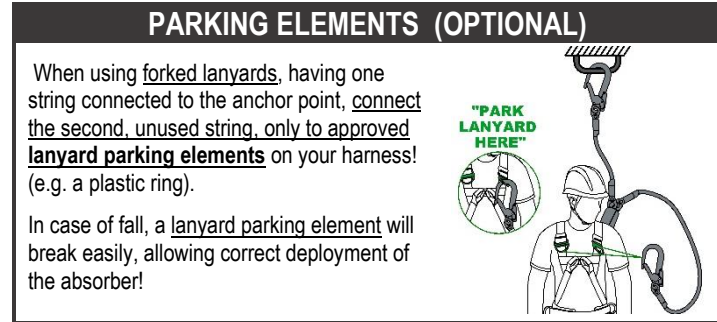 PARKING ELEMENTS (OPTIONAL)
When using forked lanyards, having one
string connected to the anchor point, connect
the second, unused string, only to approved
lanyard parking elements on your harness!
(e.g. a plastic ring).
In case of fall, a lanyard parking element will
break easily, allowing correct deployment of
the absorber!
"PARK
LANYARD
HERE"